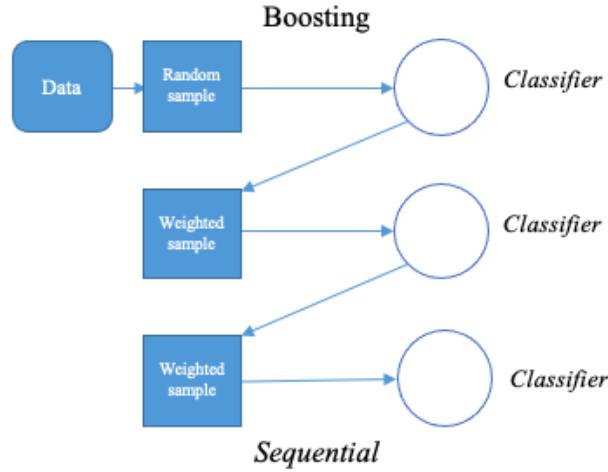 Boosting
Data
Random
sample
Classifier
Weighted
sample
Classifier
Weighted
sample
Classifier
Sequential